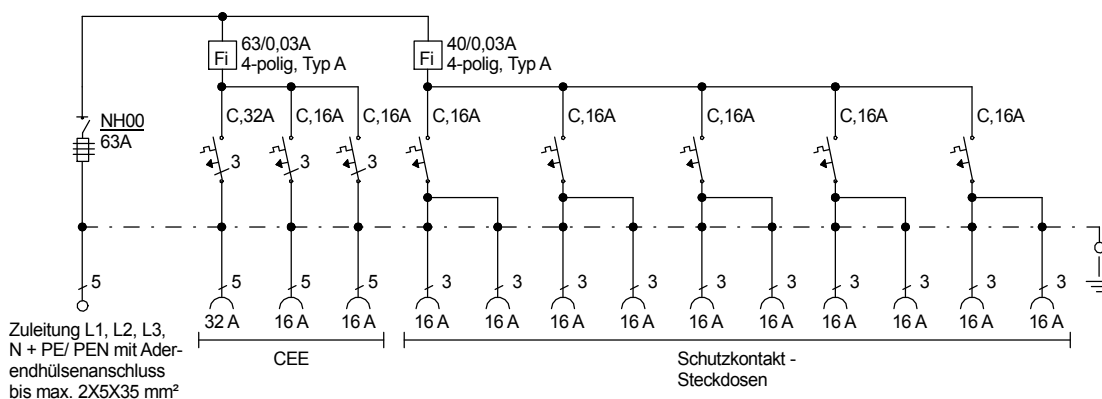 63/0,03A
Fi
4-polig, Typ A
40/0,03A
Fi
4-polig, Typ A
NH00
63A
C,32A
C,16A
C,16A
C,16A
C,16A
C,16A
C,16A
C,16A
3
3
3
5
5
5
5
3
3
3
3
3
3
3
3
3
3
32 A
16 A
16 A
16 A
16 A
16 A
16 A
16 A
16 A
16 A
16 A
16 A
16 A
Zuleitung L1, L2, L3,
N + PE/ PEN mit Ader-
endhülsenanschluss
bis max. 2X5X35 mm²
CEE
Schutzkontakt -
Steckdosen